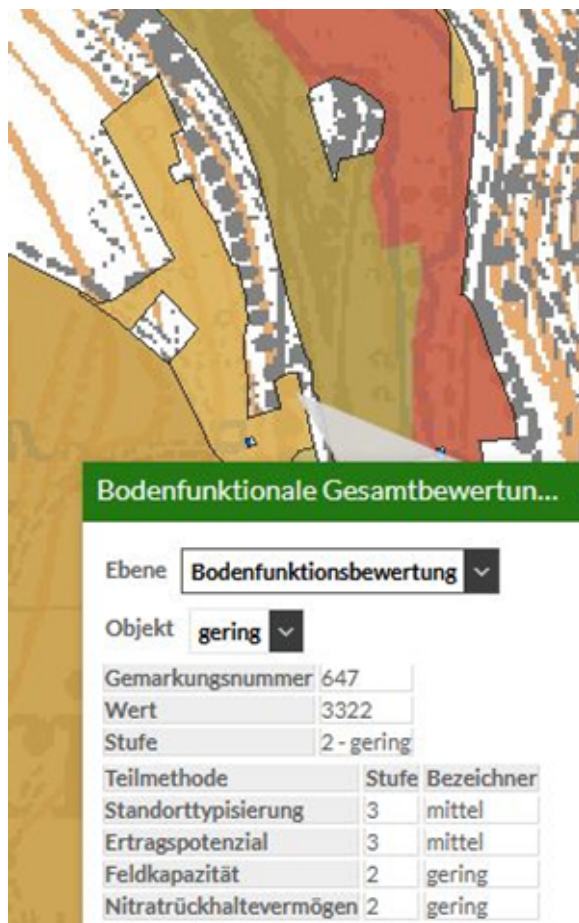 Bodenfunktionale Gesamtbewertun...
Ebene Bodenfunktionsbewertung
Objekt gering
Gemarkungsnummer 647
Wert 3322
Stufe 2 - gering
Teilmethode Stufe Bezeichner
Standorttypisierung 3 mittel
Ertragspotenzial 3 mittel
Feldkapazität 2 gering
Nitratrückhaltevermögen 2 gering